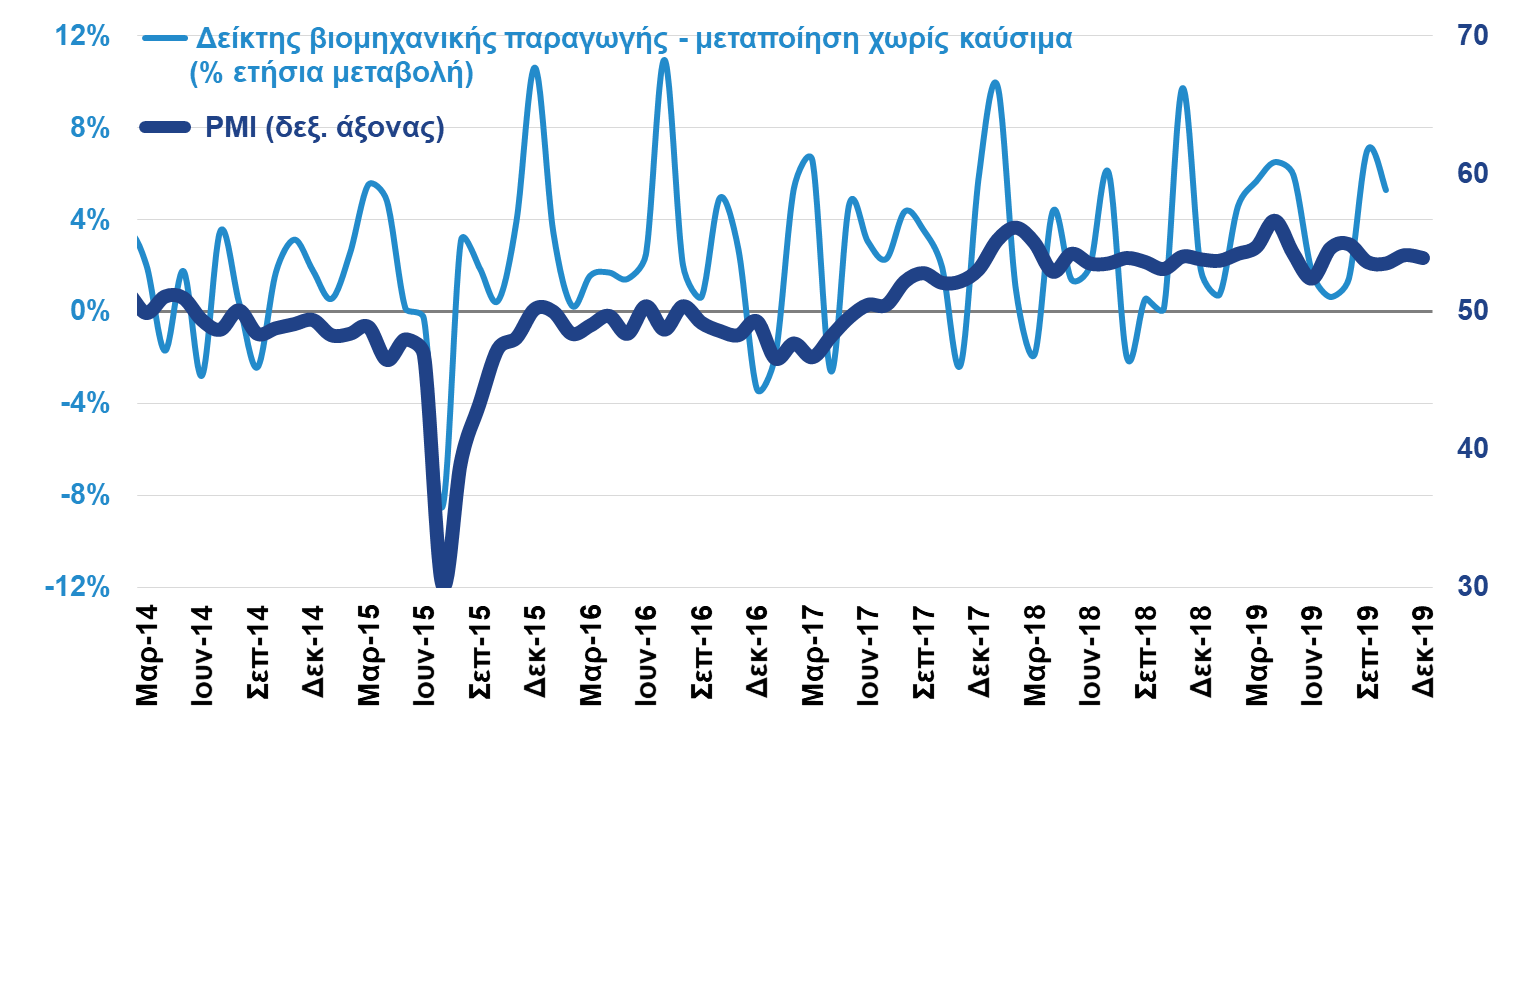 Δείκτης βιομηχανικής παραγωγής - μεταποίηση χωρίς καύσιμα
(% ετήσια μεταβολή)
PMI (δεξ. άξονας)
12%
8%
4%
0%
-4%
-8%
-12%
70
60
50
40
30
Μαρ-14
Ιουν-14
Σεπ-14
Δεκ-14
Μαρ-15
Ιουν-15
Σεπ-15
Δεκ-15
Μαρ-16
Ιουν-16
Σεπ-16
Δεκ-16
Μαρ-17
Ιουν-17
Σεπ-17
Δεκ-17
Μαρ-18
Ιουν-18
Σεπ-18
Δεκ-18
Μαρ-19
Ιουν-19
Σεπ-19
Δεκ-19